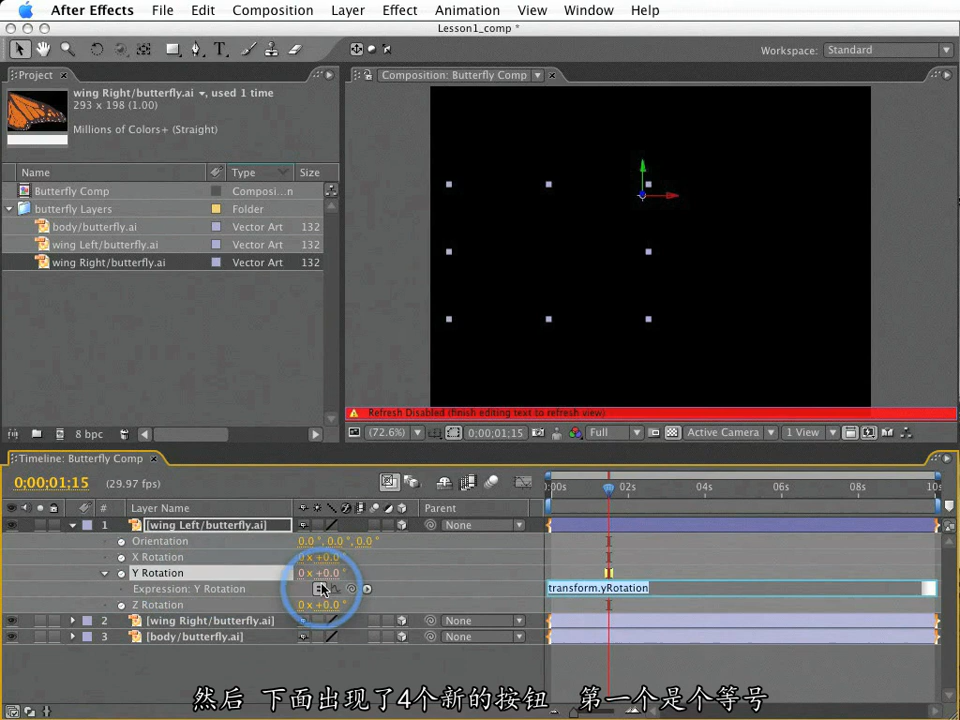 After Effects File Edit Composition Layer Effect Animation View Window Help
Lesson1_comp *
Workspace: Standard
Project
Composition: Butterfly Comp
wing Right/butterfly.ai , used 1 time
293 x 198 (1.00)
Millions of Colors+ (Straight)
Name Type Size
Butterfly Comp Composi...n
butterfly Layers Folder
body/butterfly.ai Vector Art 132
wing Left/butterfly.ai Vector Art 132
wing Right/butterfly.ai Vector Art 132
Refresh Disabled (finish editing text to refresh view)
8 bpc
(72.6%) 0;00;01;15 Full Active Camera 1 View
Timeline: Butterfly Comp
0;00;01;15 (29.97 fps)
:00s 02s 04s 06s 08s 10s
# Layer Name Parent
1 [wing Left/butterfly.ai] None
Orientation 0.0°, 0.0°, 0.0°
X Rotation 0 x +0.0°
Y Rotation 0 x +0.0°
Expression: Y Rotation transform.yRotation
Z Rotation 0 x +0.0°
2 [wing Right/butterfly.ai] None
3 [body/butterfly.ai] None
然后 下面出现了4个新的按钮 第一个是个等号